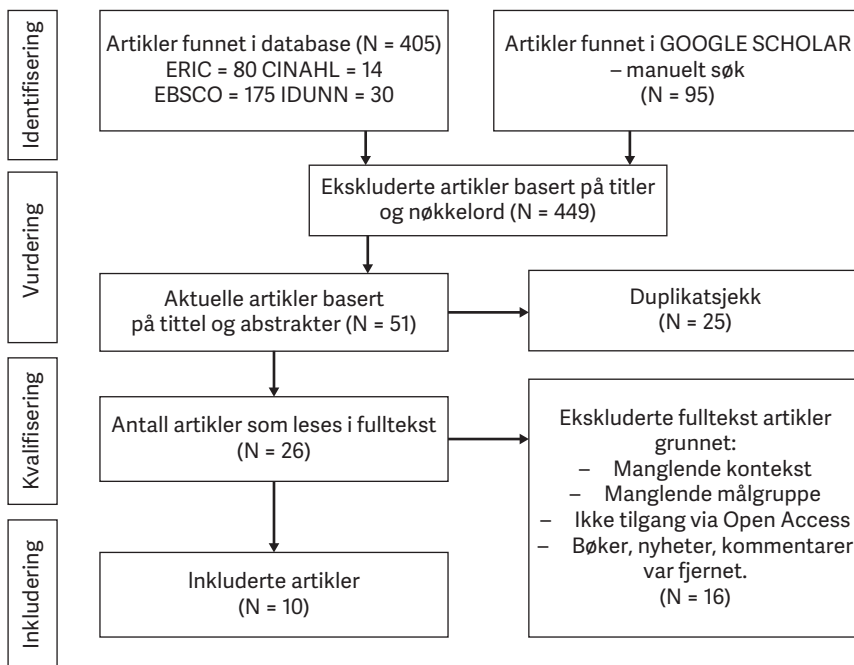 Identifisering
Artikler funnet i database (N = 405)
ERIC = 80 CINAHL = 14
EBSCO = 175 IDUNN = 30
Artikler funnet i GOOGLE SCHOLAR
– manuelt søk
(N = 95)
Vurdering
Ekskluderte artikler basert på titler
og nøkkelord (N = 449)
Aktuelle artikler basert
på tittel og abstrakter (N = 51)
Duplikatsjekk
(N = 25)
Kvalifisering
Antall artikler som leses i fulltekst
(N = 26)
Ekskluderte fulltekst artikler
grunnet:
– Manglende kontekst
– Manglende målgruppe
– Ikke tilgang via Open Access
– Bøker, nyheter, kommentarer
var fjernet.
(N = 16)
Inkludering
Inkluderte artikler
(N = 10)